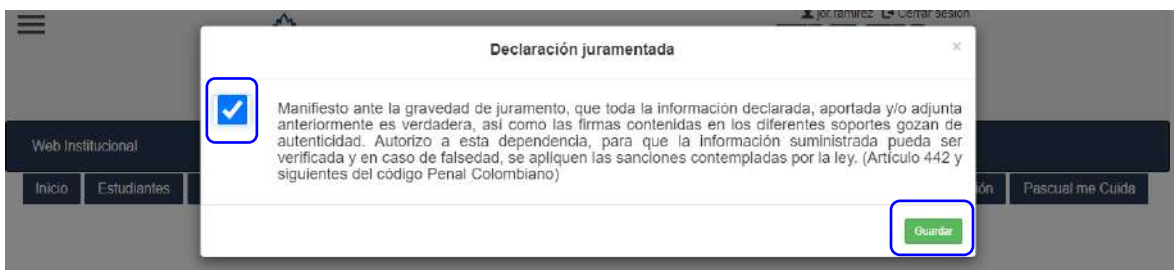 jor.ramirez Cerrar sesión
Declaración juramentada ×
Manifiesto ante la gravedad de juramento, que toda la información declarada, aportada y/o adjunta
anteriormente es verdadera, así como las firmas contenidas en los diferentes soportes gozan de
autenticidad. Autorizo a esta dependencia, para que la información suministrada pueda ser
verificada y en caso de falsedad, se apliquen las sanciones contempladas por la ley. (Artículo 442 y
siguientes del código Penal Colombiano)
Web Institucional
Inicio Estudiantes ón Pascual me Cuida
Guardar